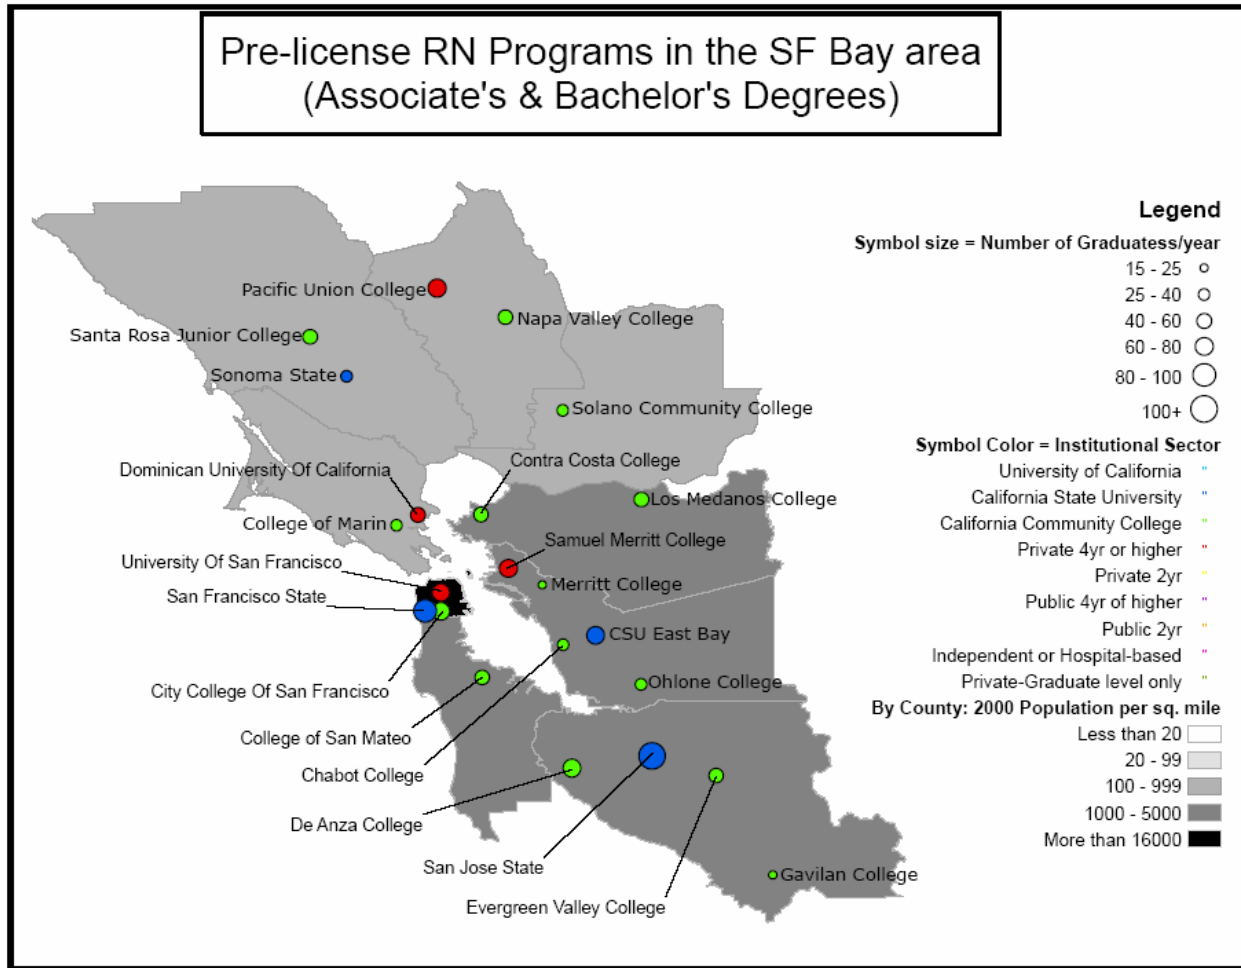 Pre-license RN Programs in the SF Bay area
(Associate's & Bachelor's Degrees)
Legend
Symbol size = Number of Graduatess/year
15 - 25
25 - 40
40 - 60
60 - 80
80 - 100
100+
Symbol Color = Institutional Sector
University of California "
California State University "
California Community College "
Private 4yr or higher "
Private 2yr "
Public 4yr of higher "
Public 2yr "
Independent or Hospital-based "
Private-Graduate level only "
By County: 2000 Population per sq. mile
Less than 20
20 - 99
100 - 999
1000 - 5000
More than 16000
Pacific Union College
Napa Valley College
Santa Rosa Junior College
Sonoma State
Solano Community College
Contra Costa College
Dominican University Of California
Los Medanos College
College of Marin
Samuel Merritt College
University Of San Francisco
Merritt College
San Francisco State
CSU East Bay
City College Of San Francisco
Ohlone College
College of San Mateo
Chabot College
De Anza College
San Jose State
Gavilan College
Evergreen Valley College